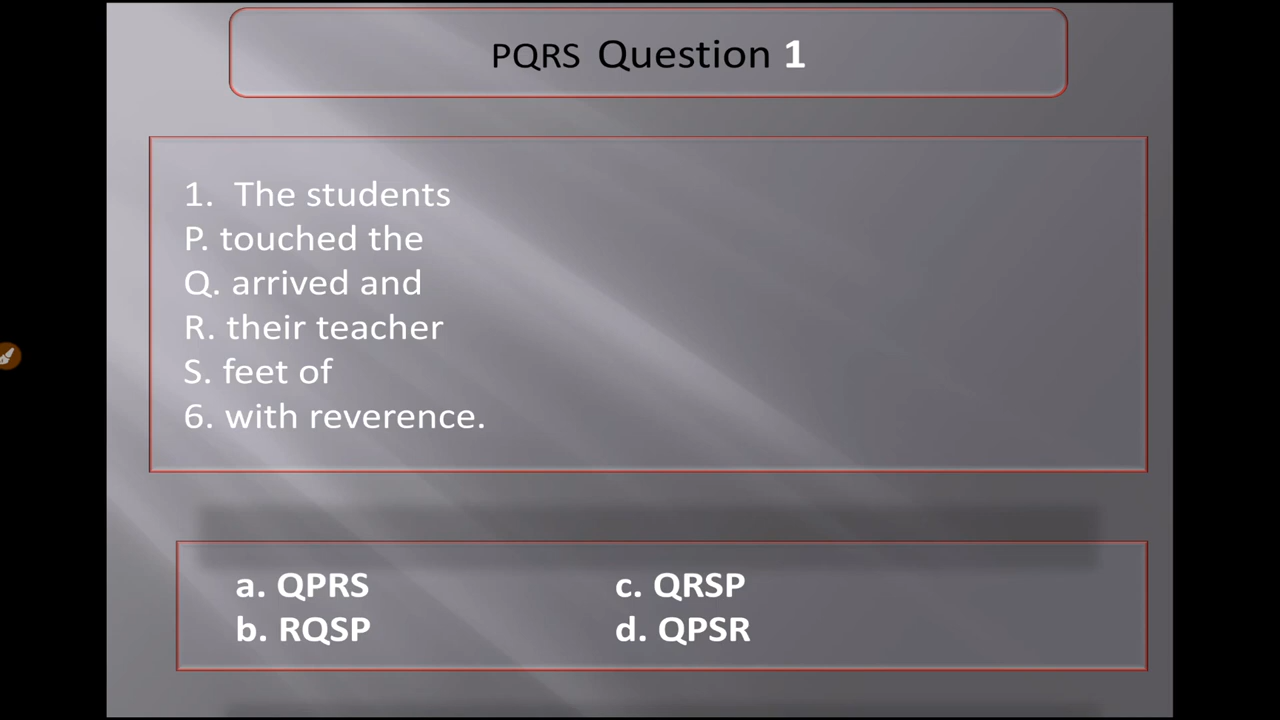 PQRS Question 1
1. The students
P. touched the
Q. arrived and
R. their teacher
S. feet of
6. with reverence.
a. QPRS c. QRSP
b. RQSP d. QPSR